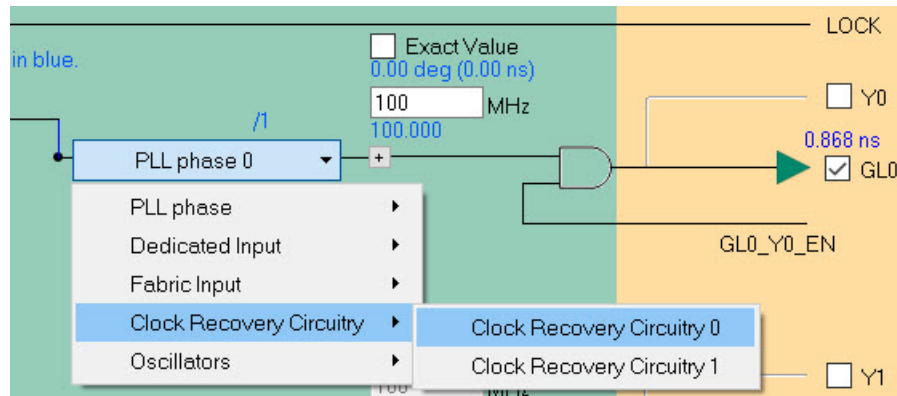 LOCK
Exact Value
in blue.
0.00 deg (0.00 ns)
100 MHz
Y0
/1
100.000
0.868 ns
PLL phase 0
+
GL0
PLL phase
Dedicated Input
GL0_Y0_EN
Fabric Input
Clock Recovery Circuitry
Clock Recovery Circuitry 0
Oscillators
Clock Recovery Circuitry 1
100 MHz
Y1